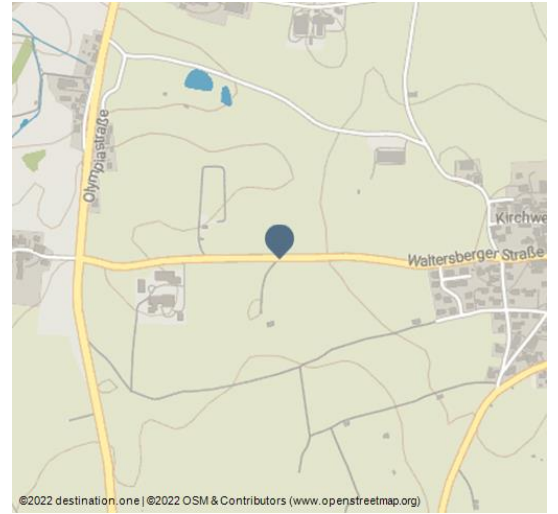 Olympiastraße
Kirchwe
Waltersberger Straße
©2022 destination.one | ©2022 OSM & Contributors (www.openstreetmap.org)